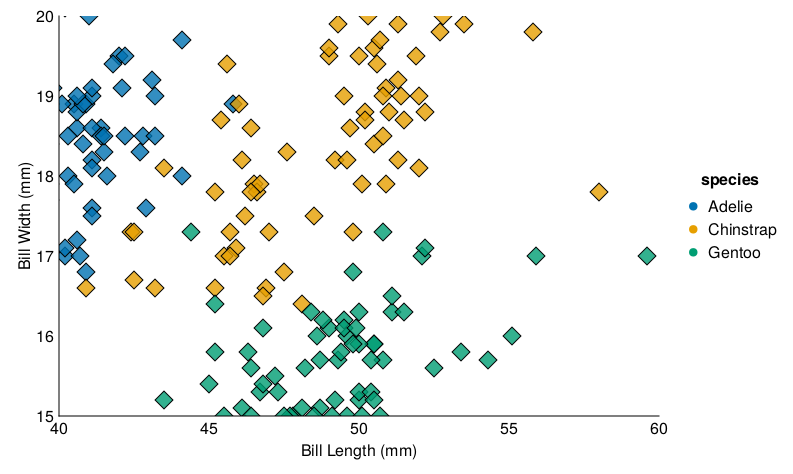 20
19
18
17
16
15
Bill Width (mm)
40
45
50
55
60
Bill Length (mm)
species
Adelie
Chinstrap
Gentoo